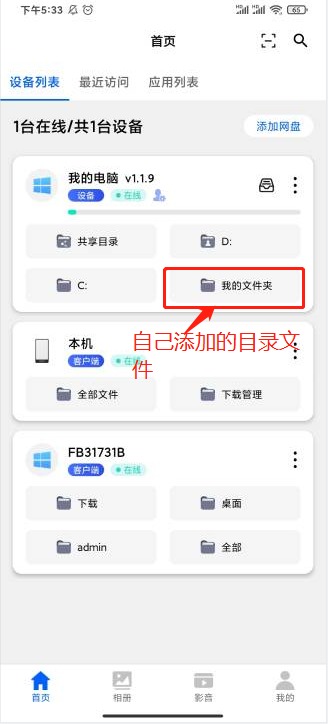 下午5:33
65
首页
设备列表 最近访问 应用列表
1台在线/共1台设备 添加网盘
我的电脑 v1.1.9
设备 在线
共享目录 D:
C: 我的文件夹
自己添加的目录文件
本机
客户端 在线
全部文件 下载管理
FB31731B
客户端 在线
下载 桌面
admin 全部
首页 相册 影音 我的